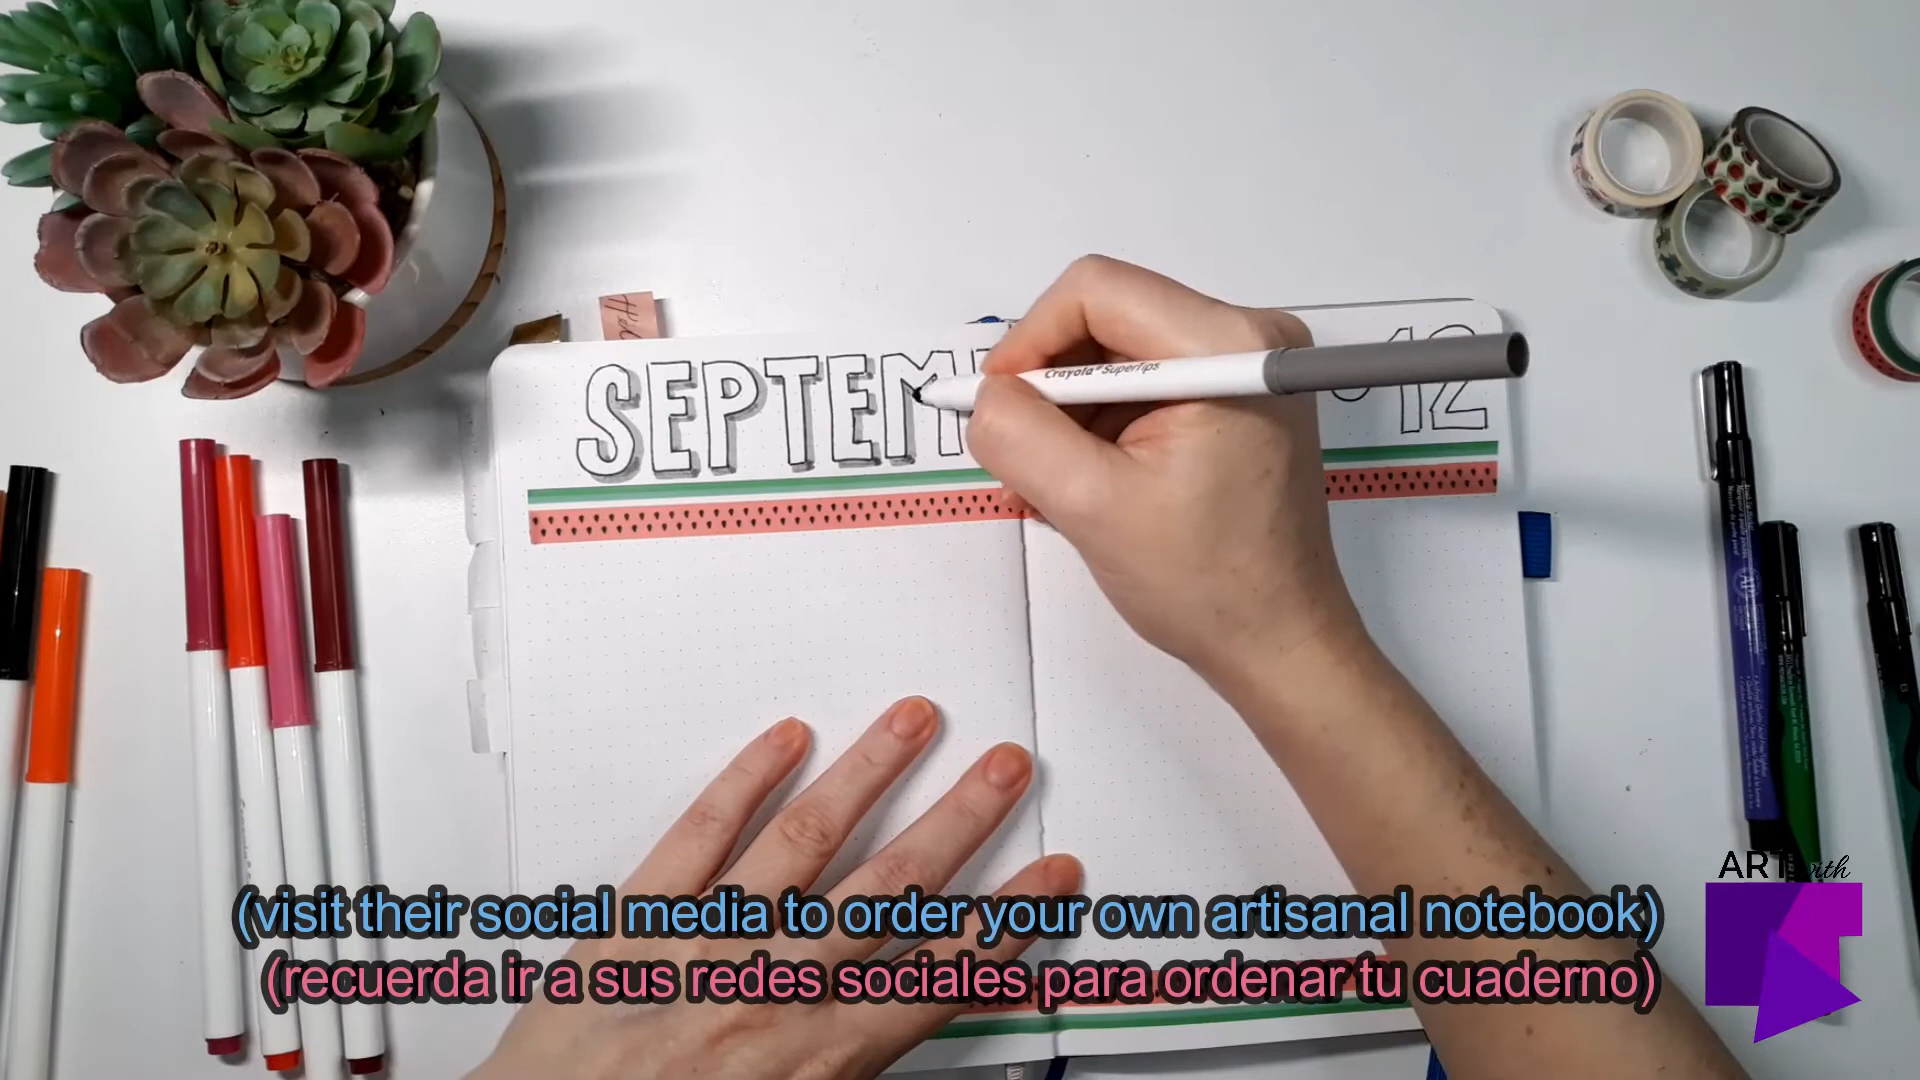 SEPTEM
12
Crayola® SuperTips
ART with
(visit their social media to order your own artisanal notebook)
(recuerda ir a sus redes sociales para ordenar tu cuaderno)